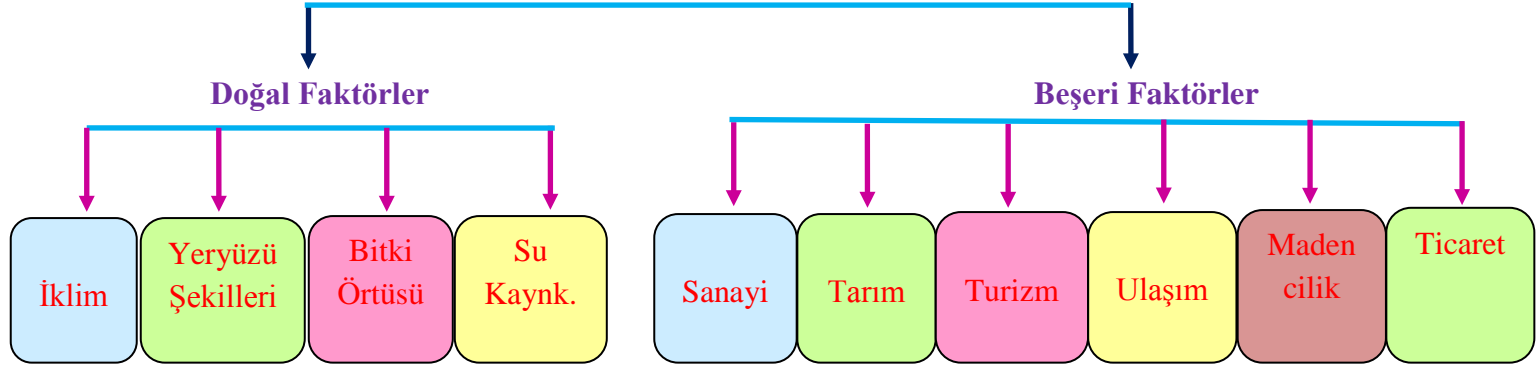 Doğal Faktörler
Beşeri Faktörler
İklim
Yeryüzü
Şekilleri
Bitki
Örtüsü
Su
Kaynk.
Sanayi
Tarım
Turizm
Ulaşım
Maden
cilik
Ticaret